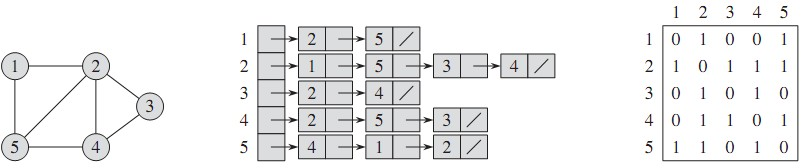 1 2
3
5 4
1 2 5
2 1 5 3 4
3 2 4
4 2 5 3
5 4 1 2
1 2 3 4 5
1 0 1 0 0 1
2 1 0 1 1 1
3 0 1 0 1 0
4 0 1 1 0 1
5 1 1 0 1 0